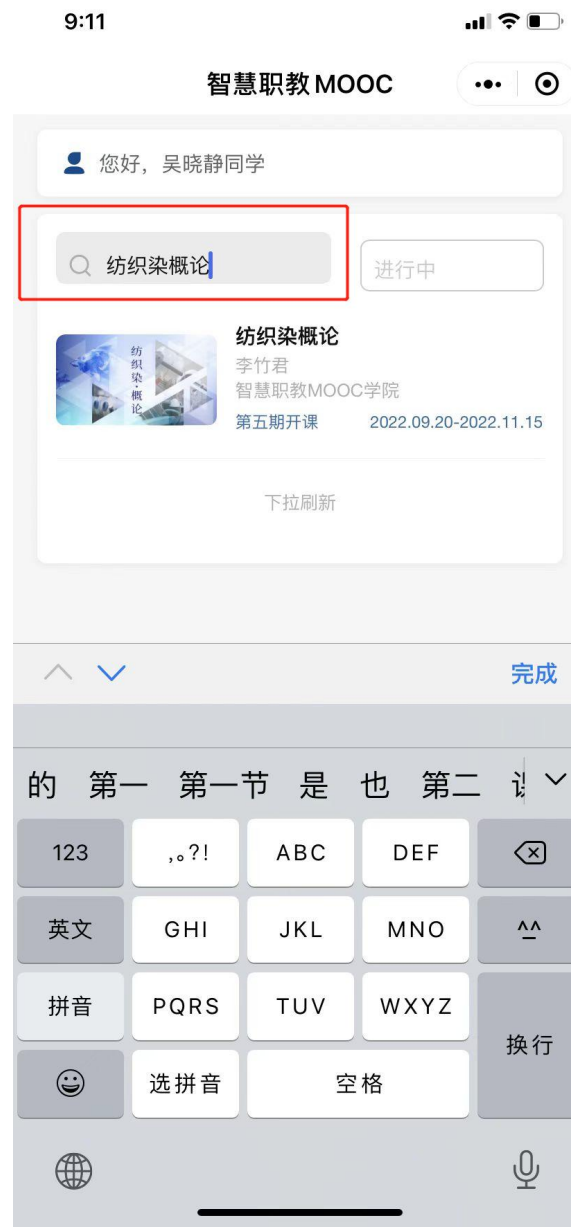 9:11
智慧职教MOOC
您好，吴晓静同学
纺织染概论
进行中
纺织染·概论
纺织染概论
李竹君
智慧职教MOOC学院
第五期开课 2022.09.20-2022.11.15
下拉刷新
完成
的 第一 第一节 是 也 第二
123 ,。?! ABC DEF
英文 GHI JKL MNO ^^
拼音 PQRS TUV WXYZ
换行
选拼音 空格